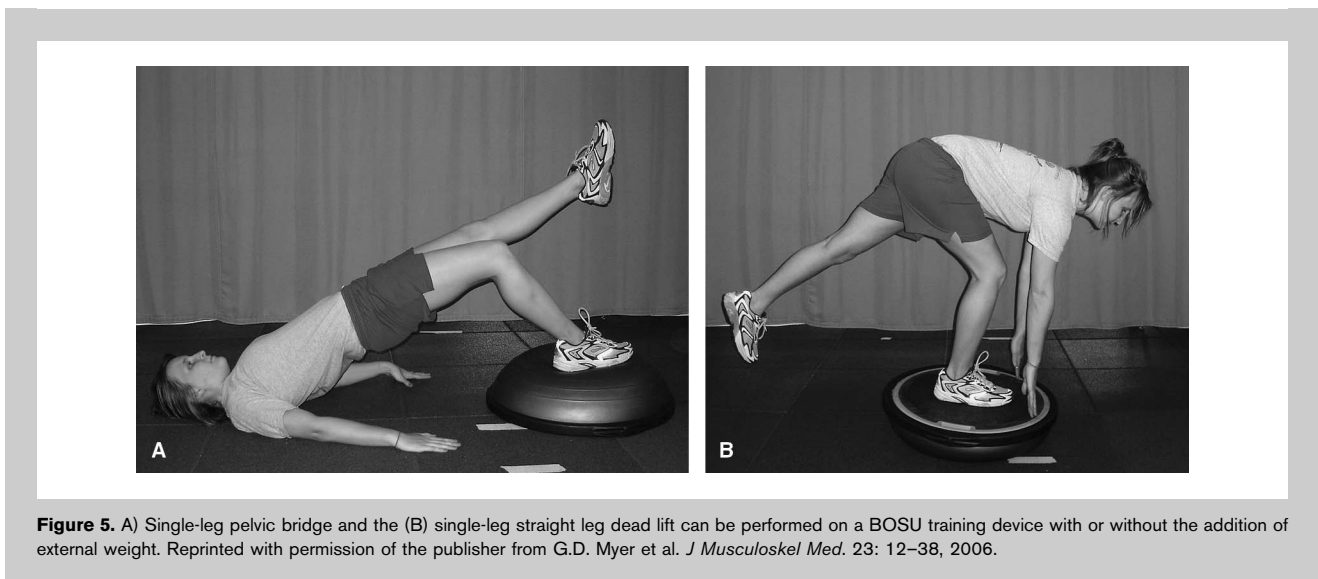 A
B
Figure 5. A) Single-leg pelvic bridge and the (B) single-leg straight leg dead lift can be performed on a BOSU training device with or without the addition of
external weight. Reprinted with permission of the publisher from G.D. Myer et al. J Musculoskel Med. 23: 12–38, 2006.